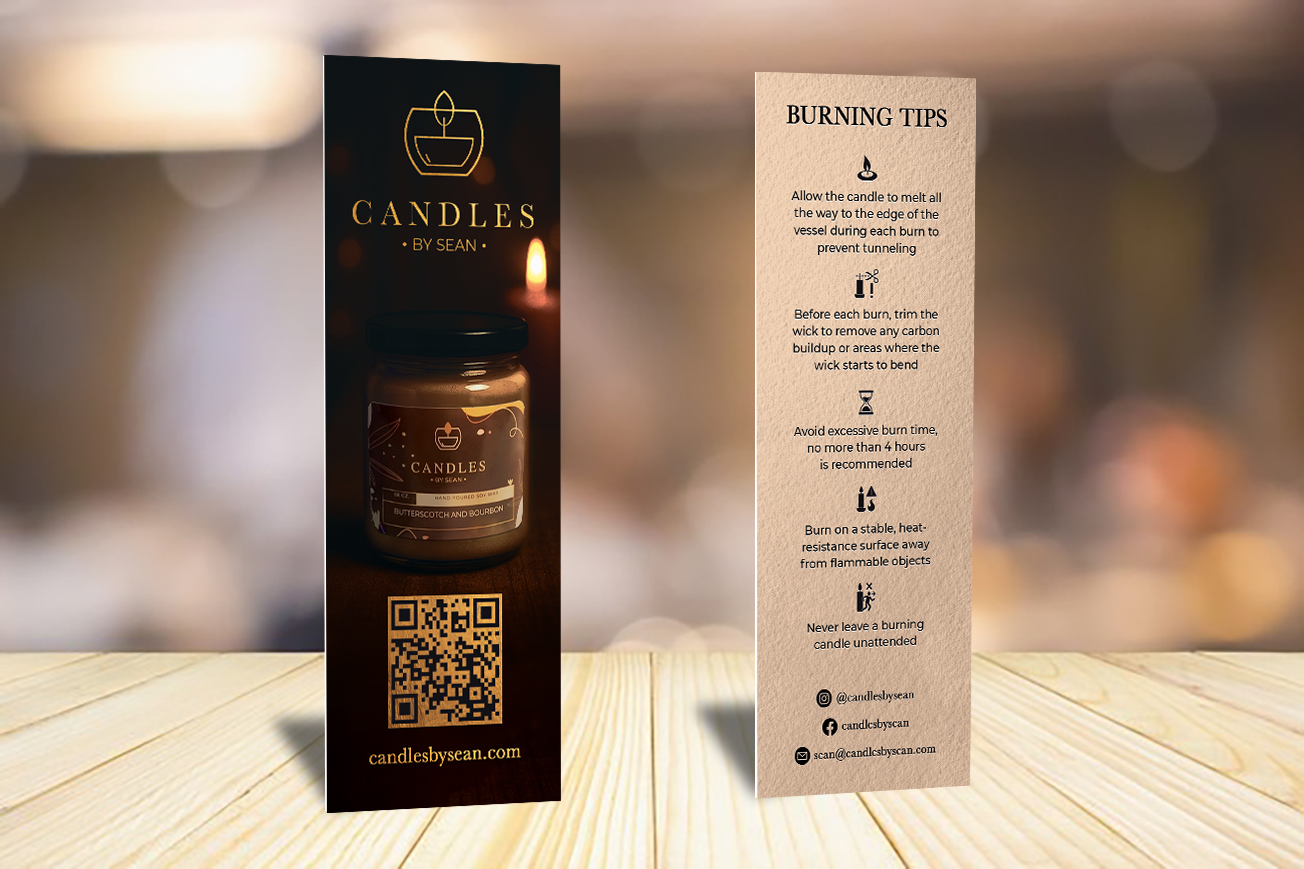 CANDLES
• BY SEAN •
CANDLES
• BY SEAN •
HAND POURED SOY WAX
BUTTERSCOTCH AND BOURBON
candlesbysean.com
BURNING TIPS
Allow the candle to melt all
the way to the edge of the
vessel during each burn to
prevent tunneling
Before each burn, trim the
wick to remove any carbon
buildup or areas where the
wick starts to bend
Avoid excessive burn time,
no more than 4 hours
is recommended
Burn on a stable, heat-
resistance surface away
from flammable objects
Never leave a burning
candle unattended
@candlesbysean
candlesbysean
sean@candlesbysean.com